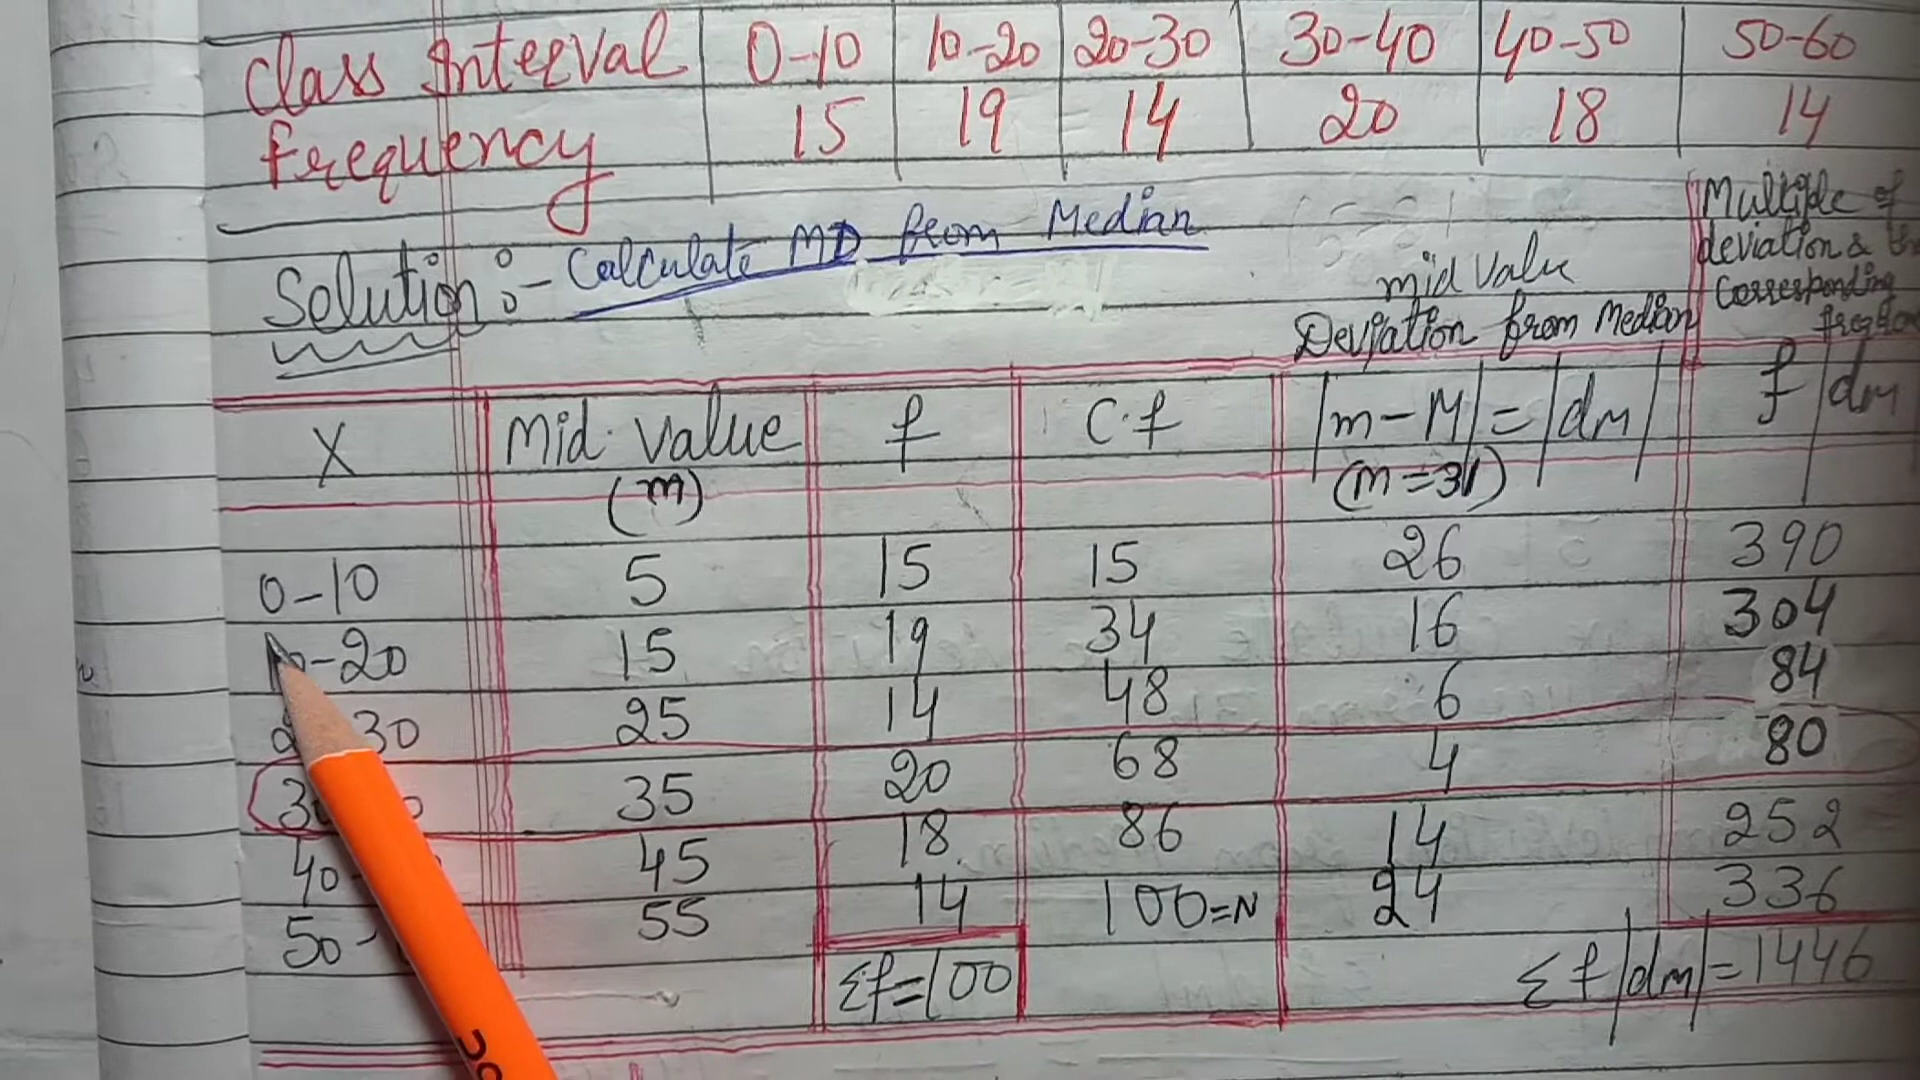 Class Interval 0-10 10-20 20-30 30-40 40-50 50-60
frequency 15 19 14 20 18 14
Solution:- Calculate MD from Median
mid value
Deviation from Median
Multiple of
deviation &
Corresponding
X Mid. Value f C.f |m-M|=|dm| f|dm
(m) (m=31)
0-10 5 15 15 26 390
10-20 15 19 34 16 304
30 25 14 48 6 84
35 20 68 4 80
40- 45 18. 86 14 252
50- 55 14 100=N 24 336
Σf=100 Σf|dm|=1446